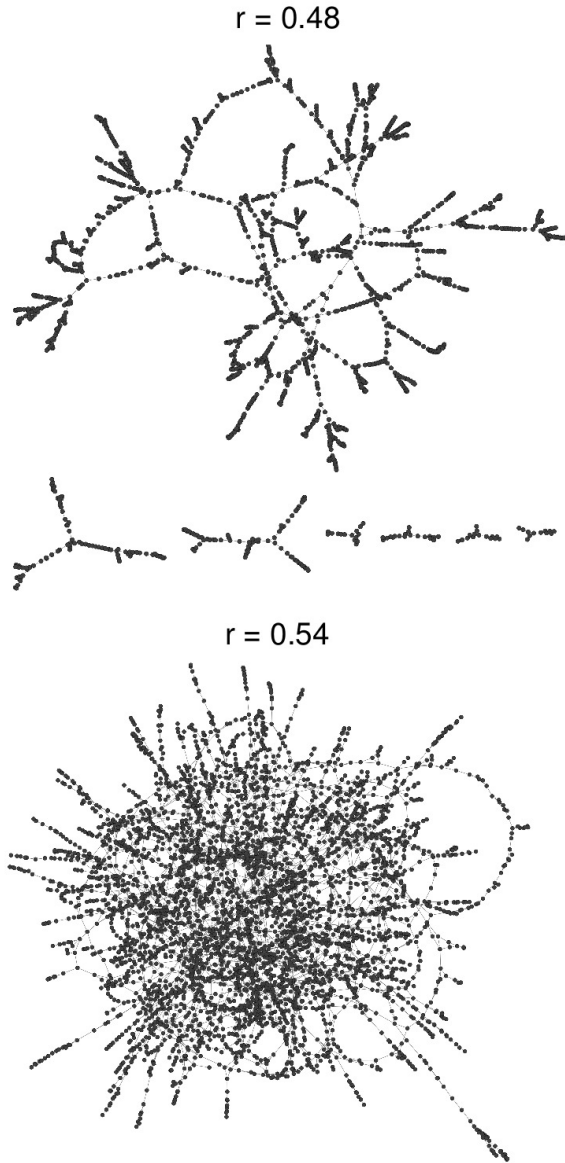 r = 0.48
r = 0.54